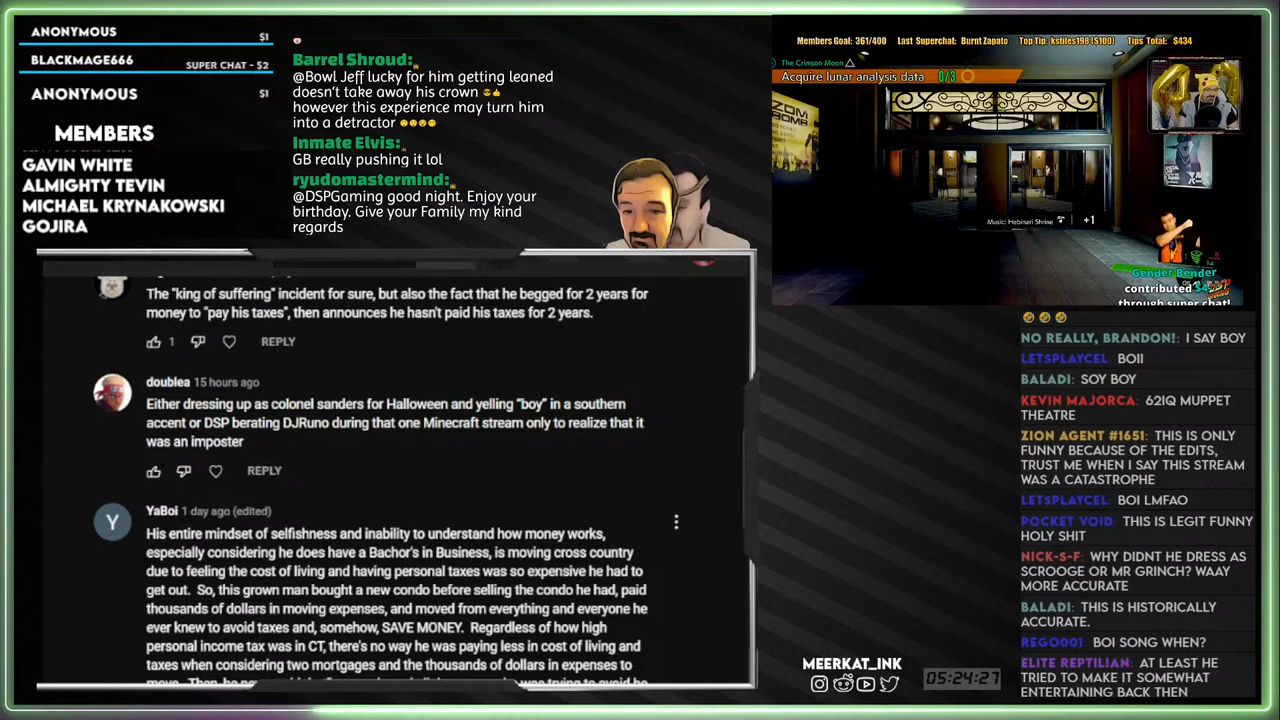 ANONYMOUS $1
BLACKMAGE666 SUPER CHAT - $2
ANONYMOUS $1
MEMBERS
GAVIN WHITE
ALMIGHTY TEVIN
MICHAEL KRYNAKOWSKI
GOJIRA
Barrel Shroud:
@Bowl Jeff lucky for him getting leaned
doesn't take away his crown
however this experience may turn him
into a detractor
Inmate Elvis:
GB really pushing it lol
ryudomastermind:
@DSPGaming good night. Enjoy your
birthday. Give your Family my kind
regards
Members Goal: 361/400 Last Superchat: Burnt Zapato Top Tip: kstiles198 ($100) Tips Total: $434
The Crimson Moon
Acquire lunar analysis data 0/3
Music: Hebinari Shrine +1
Gender Bender
contributed $4
through super chat!
The "king of suffering" incident for sure, but also the fact that he begged for 2 years for
money to "pay his taxes", then announces he hasn't paid his taxes for 2 years.
1 REPLY
doublea 15 hours ago
Either dressing up as colonel sanders for Halloween and yelling "boy" in a southern
accent or DSP berating DJRuno during that one Minecraft stream only to realize that it
was an imposter
REPLY
Y
YaBoi 1 day ago (edited)
His entire mindset of selfishness and inability to understand how money works,
especially considering he does have a Bachor's in Business, is moving cross country
due to feeling the cost of living and having personal taxes was so expensive he had to
get out. So, this grown man bought a new condo before selling the condo he had, paid
thousands of dollars in moving expenses, and moved from everything and everyone he
ever knew to avoid taxes and, somehow, SAVE MONEY. Regardless of how high
personal income tax was in CT, there's no way he was paying less in cost of living and
taxes when considering two mortgages and the thousands of dollars in expenses to
NO REALLY, BRANDON!: I SAY BOY
LETSPLAYCEL: BOII
BALADI: SOY BOY
KEVIN MAJORCA: 62IQ MUPPET
THEATRE
ZION AGENT #1651: THIS IS ONLY
FUNNY BECAUSE OF THE EDITS,
TRUST ME WHEN I SAY THIS STREAM
WAS A CATASTROPHE
LETSPLAYCEL: BOI LMFAO
POCKET VOID: THIS IS LEGIT FUNNY
HOLY SHIT
NICK-S-F: WHY DIDNT HE DRESS AS
SCROOGE OR MR GRINCH? WAAY
MORE ACCURATE
BALADI: THIS IS HISTORICALLY
ACCURATE.
REGO001: BOI SONG WHEN?
ELITE REPTILIAN: AT LEAST HE
TRIED TO MAKE IT SOMEWHAT
ENTERTAINING BACK THEN
MEERKAT_INK
05:24:27